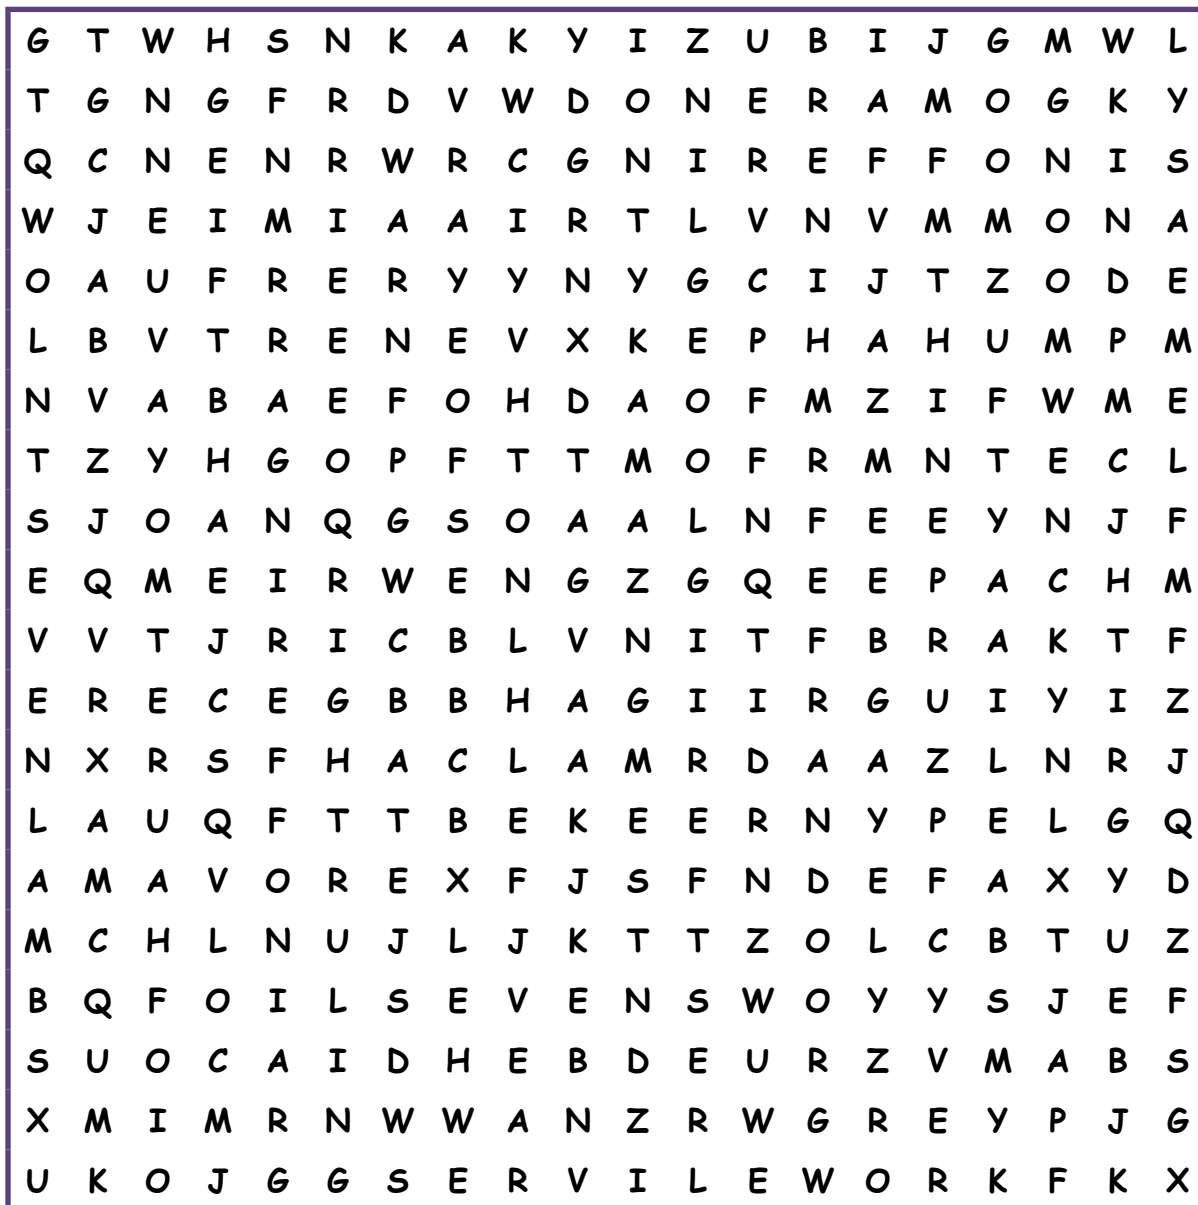 G T W H S N K A K Y I Z U B I J G M W L
T G N G F R D V W D O N E R A M O G K Y
Q C N E N R W R C G N I R E F F O N I S
W J E I M I A A I R T L V N V M M O N A
O A U F R E R Y Y N Y G C I J T Z O D E
L B V T R E N E V X K E P H A H U M P M
N V A B A E F O H D A O F M Z I F W M E
T Z Y H G O P F T T M O F R M N T E C L
S J O A N Q G S O A A L N F E E Y N J F
E Q M E I R W E N G Z G Q E E P A C H M
V V T J R I C B L V N I T F B R A K T F
E R E C E G B B H A G I I R G U I Y I Z
N X R S F H A C L A M R D A A Z L N R J
L A U Q F T T B E K E E R N Y P E L G Q
A M A V O R E X F J S F N D E F A X Y D
M C H L N U J L J K T T Z O L C B T U Z
B Q F O I L S E V E N S W O Y Y S J E F
S U O C A I D H E B D E U R Z V M A B S
X M I M R N W W A N Z R W G R E Y P J G
U K O J G G S E R V I L E W O R K F K X